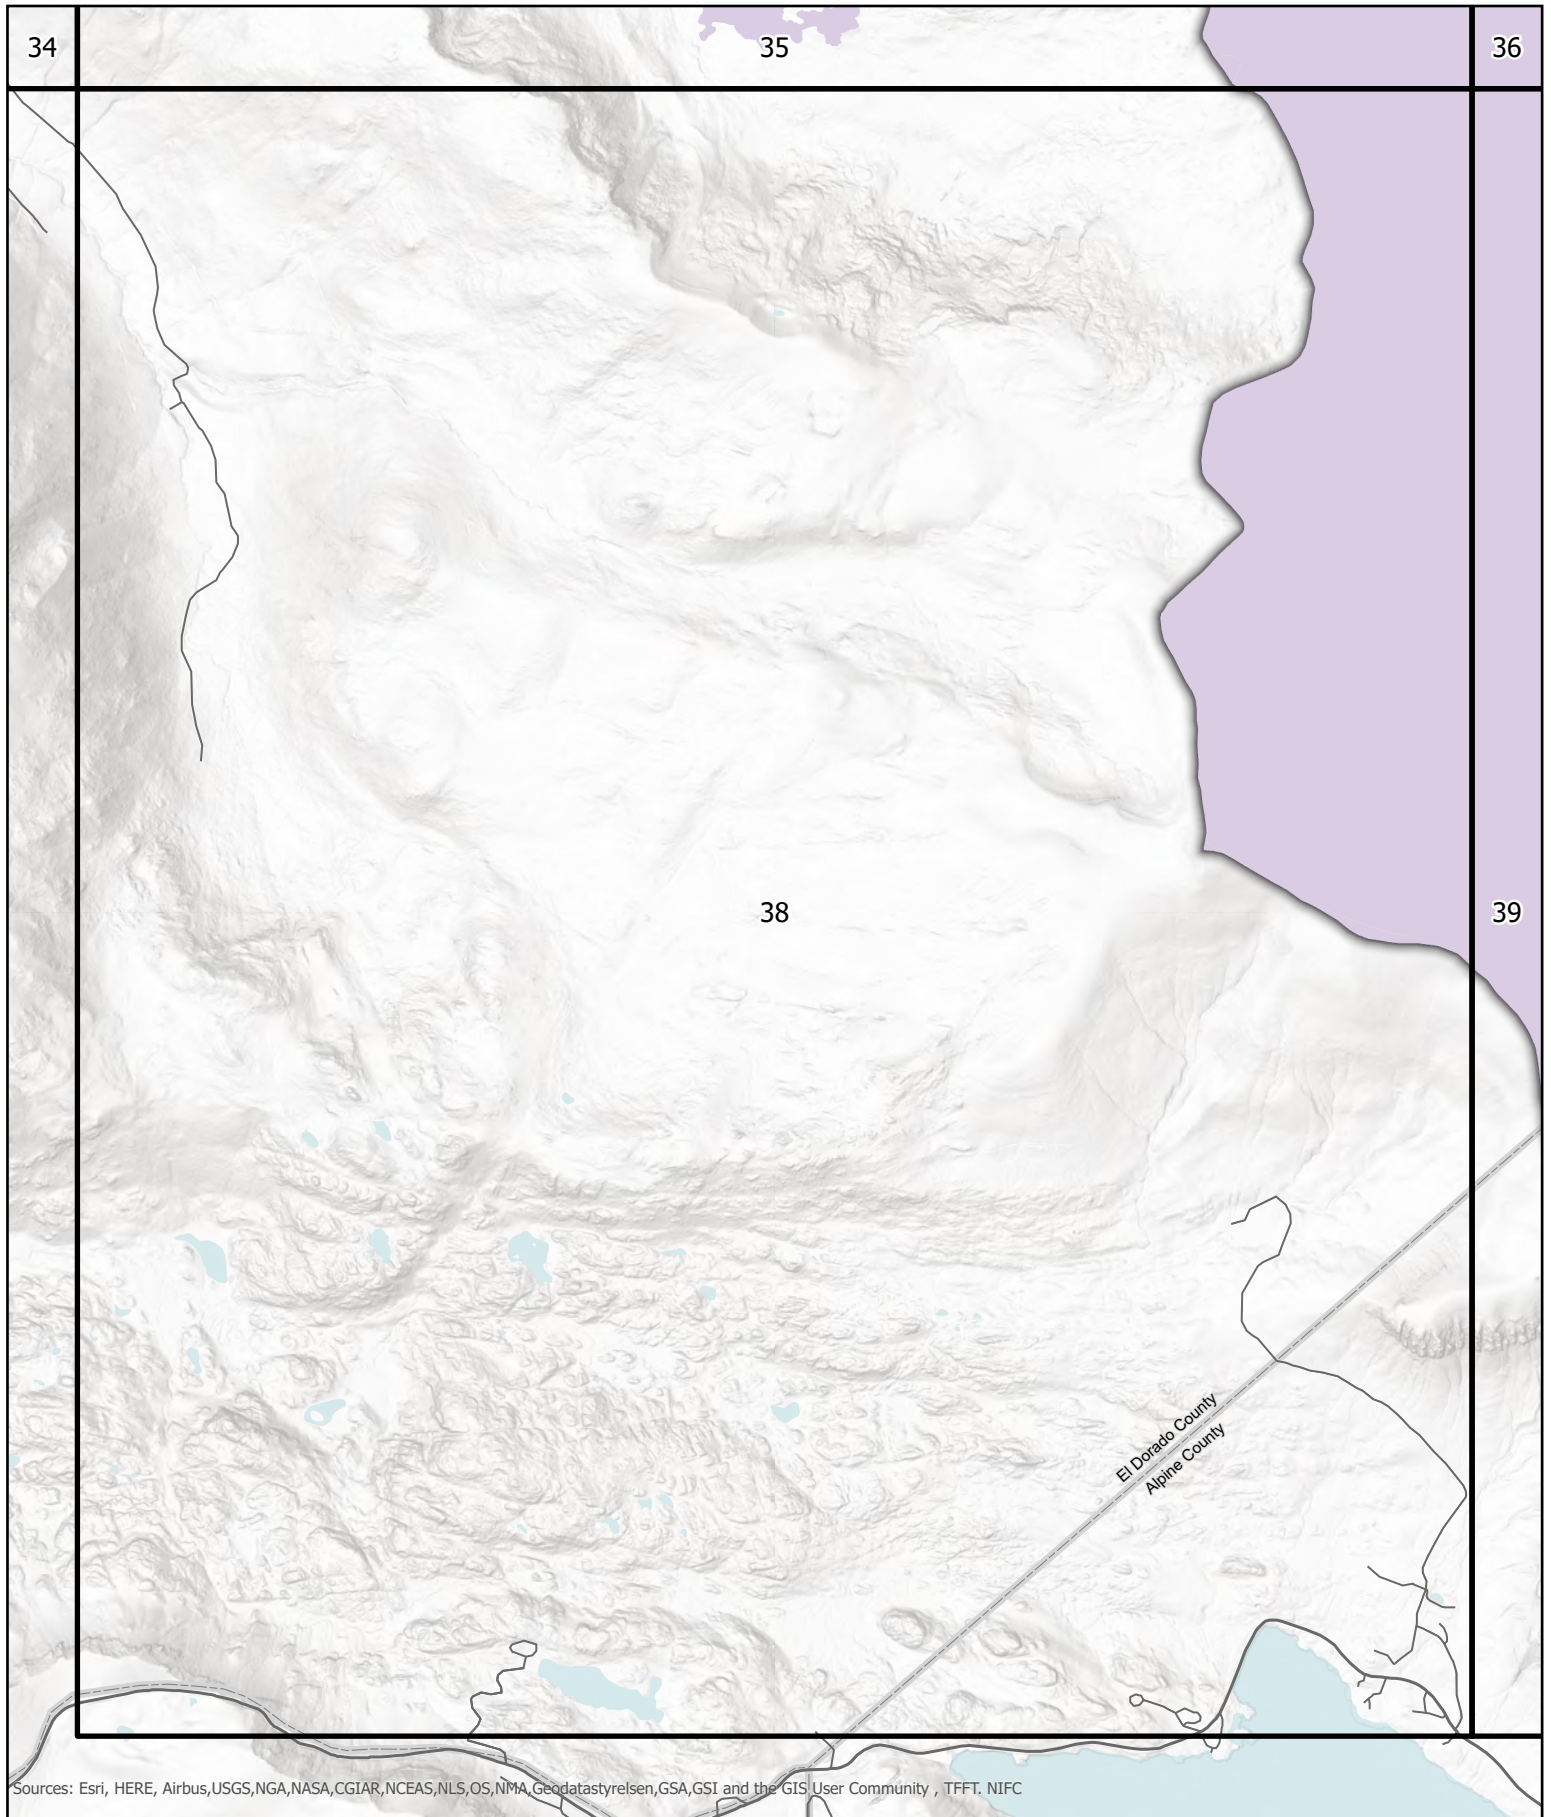 34
35
36
38
39
El Dorado County
Alpine County
Sources: Esri, HERE, Airbus,USGS,NGA,NASA,CGIAR,NCEAS,NLS,OS,NMA,Geodatastyrelsen,GSA,GSI and the GIS User Community , TFFT. NIFC